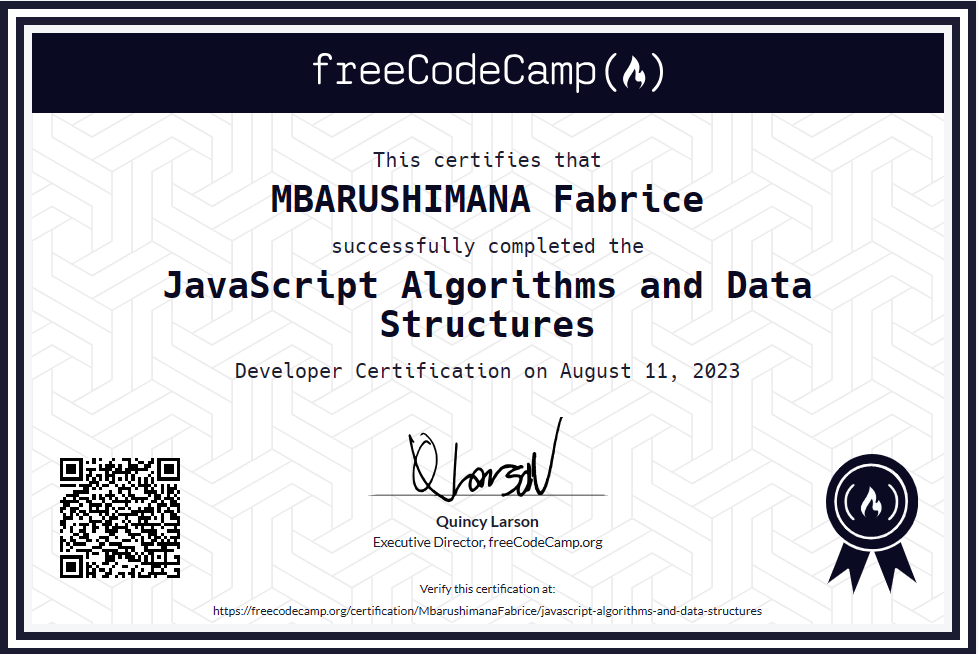 freeCodeCamp
This certifies that
MBARUSHIMANA Fabrice
successfully completed the
JavaScript Algorithms and Data
Structures
Developer Certification on August 11, 2023
QLarson
Quincy Larson
Executive Director, freeCodeCamp.org
Verify this certification at:
https://freecodecamp.org/certification/MbarushimanaFabrice/javascript-algorithms-and-data-structures